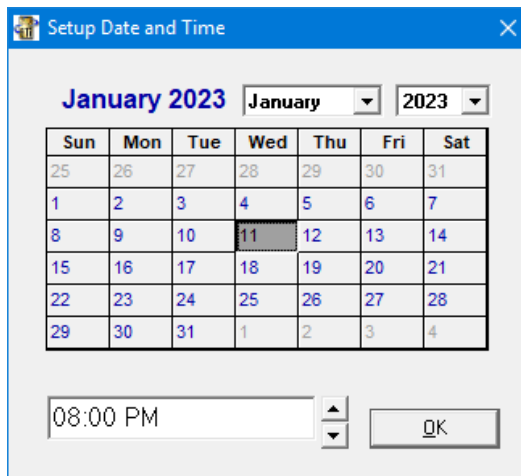 Setup Date and Time
January 2023 January 2023
Sun Mon Tue Wed Thu Fri Sat
25 26 27 28 29 30 31
1 2 3 4 5 6 7
8 9 10 11 12 13 14
15 16 17 18 19 20 21
22 23 24 25 26 27 28
29 30 31 1 2 3 4
08:00 PM OK